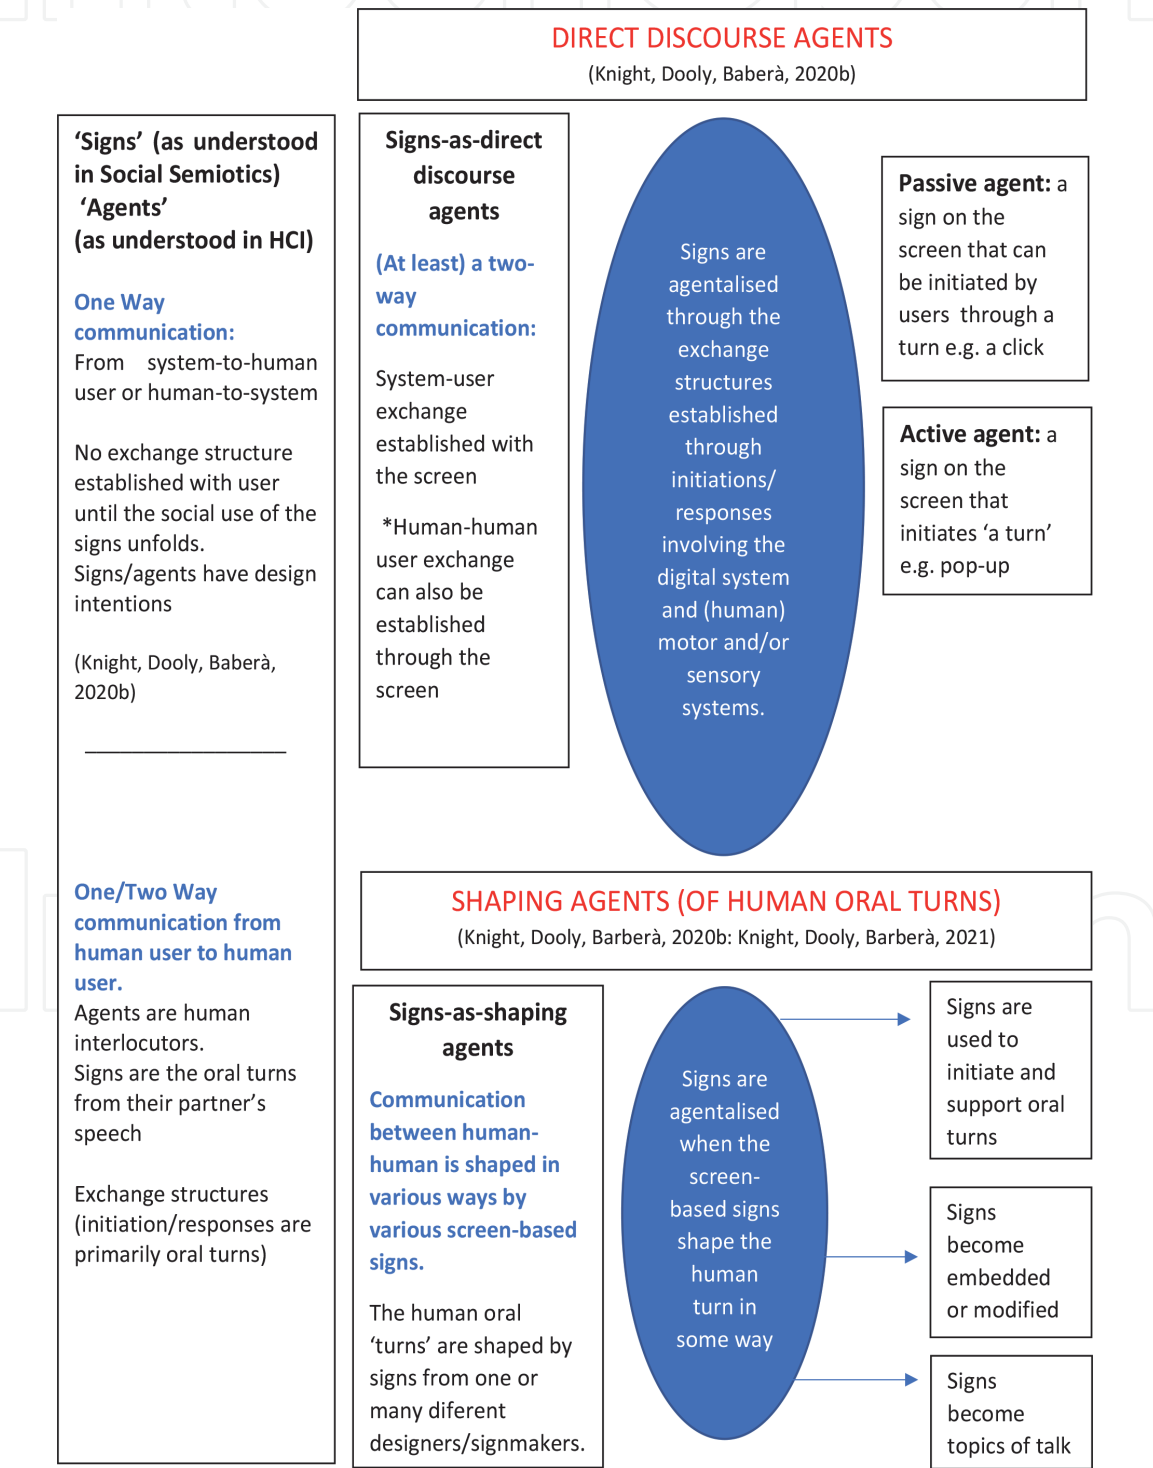 DIRECT DISCOURSE AGENTS
(Knight, Dooly, Baberà, 2020b)
‘Signs’ (as understood
in Social Semiotics)
‘Agents’
(as understood in HCI)
One Way
communication:
From system-to-human
user or human-to-system
No exchange structure
established with user
until the social use of the
signs unfolds.
Signs/agents have design
intentions
(Knight, Dooly, Baberà,
2020b)
One/Two Way
communication from
human user to human
user.
Agents are human
interlocutors.
Signs are the oral turns
from their partner’s
speech
Exchange structures
(initiation/responses are
primarily oral turns)
Signs-as-direct
discourse
agents
(At least) a two-
way
communication:
System-user
exchange
established with
the screen
*Human-human
user exchange
can also be
established
through the
screen
Signs are
agentalised
through the
exchange
structures
established
through
initiations/
responses
involving the
digital system
and (human)
motor and/or
sensory
systems.
Passive agent: a
sign on the
screen that can
be initiated by
users through a
turn e.g. a click
Active agent: a
sign on the
screen that
initiates ‘a turn’
e.g. pop-up
SHAPING AGENTS (OF HUMAN ORAL TURNS)
(Knight, Dooly, Barberà, 2020b: Knight, Dooly, Barberà, 2021)
Signs-as-shaping
agents
Communication
between human-
human is shaped in
various ways by
various screen-based
signs.
The human oral
‘turns’ are shaped by
signs from one or
many diferent
designers/signmakers.
Signs are
agentalised
when the
screen-
based signs
shape the
human
turn in
some way
Signs are
used to
initiate and
support oral
turns
Signs
become
embedded
or modified
Signs
become
topics of talk